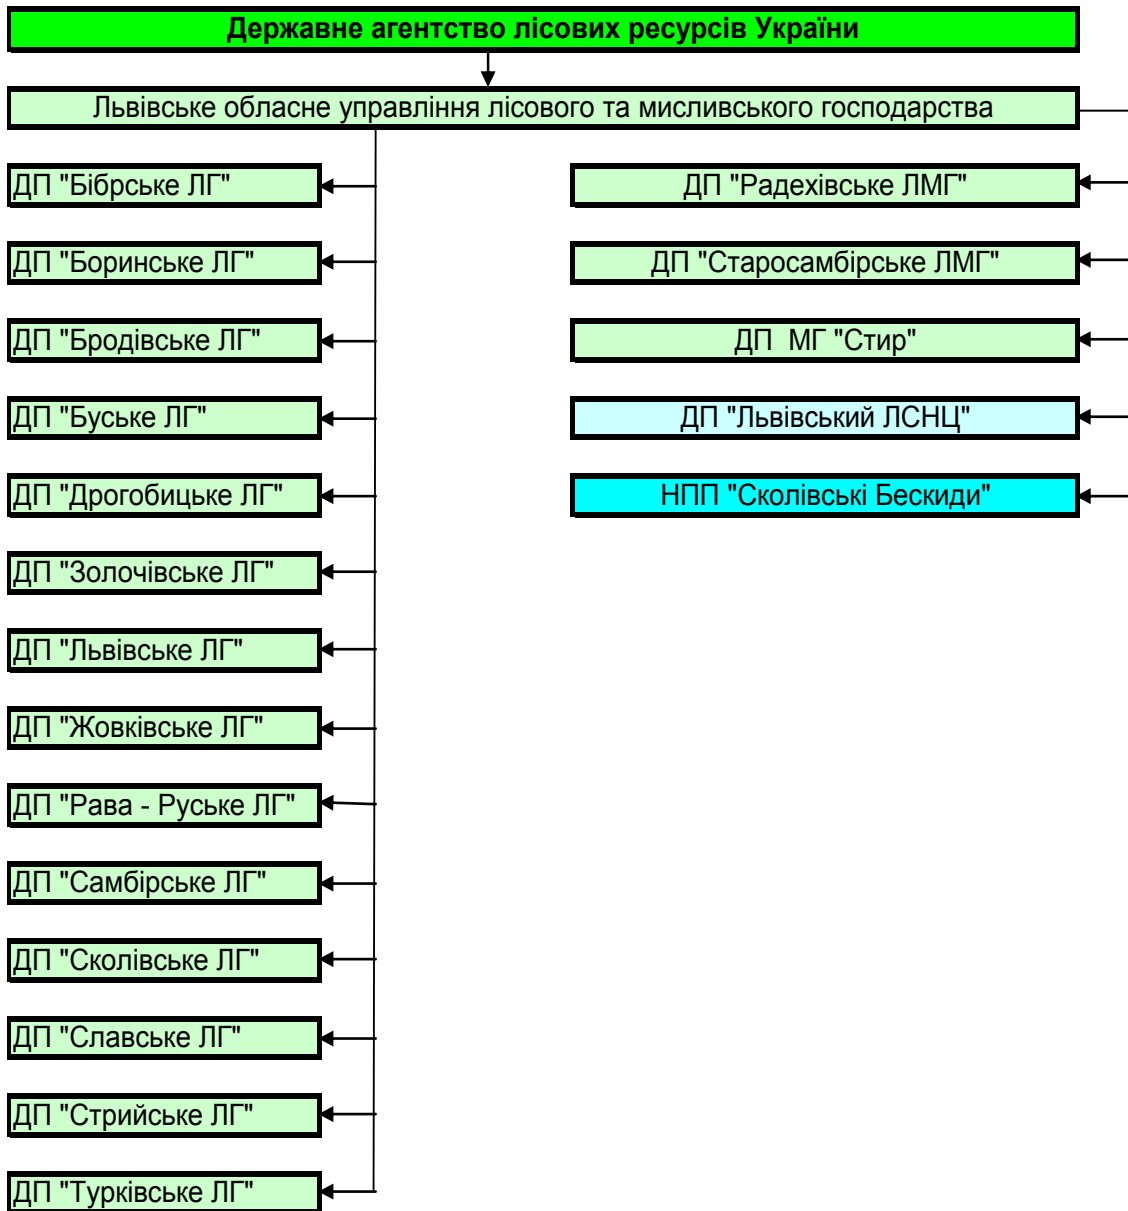 Державне агентство лісових ресурсів України
Львівське обласне управління лісового та мисливського господарства
ДП "Бібрське ЛГ"
ДП "Боринське ЛГ"
ДП "Бродівське ЛГ"
ДП "Буське ЛГ"
ДП "Дрогобицьке ЛГ"
ДП "Золочівське ЛГ"
ДП "Львівське ЛГ"
ДП "Жовківське ЛГ"
ДП "Рава - Руське ЛГ"
ДП "Самбірське ЛГ"
ДП "Сколівське ЛГ"
ДП "Славське ЛГ"
ДП "Стрийське ЛГ"
ДП "Турківське ЛГ"
ДП "Радехівське ЛМГ"
ДП "Старосамбірське ЛМГ"
ДП  МГ "Стир"
ДП "Львівський ЛСНЦ"
НПП "Сколівські Бескиди"